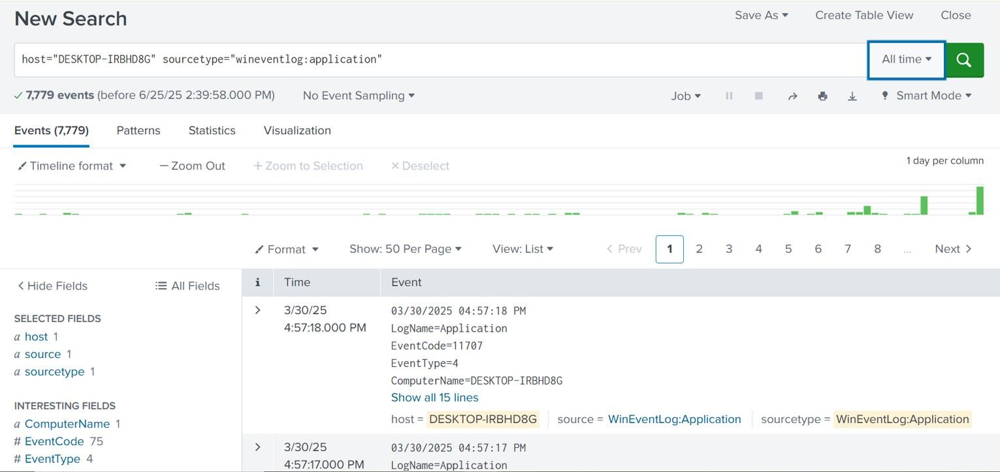 New Search
Save As
Create Table View
Close
host="DESKTOP-IRBHD8G" sourcetype="wineventlog:application"
All time
7,779 events (before 6/25/25 2:39:58.000 PM)
No Event Sampling
Job
Smart Mode
Events (7,779)
Patterns
Statistics
Visualization
Timeline format
— Zoom Out
+ Zoom to Selection
× Deselect
1 day per column
Format
Show: 50 Per Page
View: List
< Prev
1
2
3
4
5
6
7
8
...
Next >
< Hide Fields
All Fields
i
Time
Event
SELECTED FIELDS
a host 1
a source 1
a sourcetype 1
INTERESTING FIELDS
a ComputerName 1
# EventCode 75
# EventType 4
>
3/30/25
4:57:18.000 PM
03/30/2025 04:57:18 PM
LogName=Application
EventCode=11707
EventType=4
ComputerName=DESKTOP-IRBHD8G
Show all 15 lines
host = DESKTOP-IRBHD8G
source = WinEventLog:Application
sourcetype = WinEventLog:Application
>
3/30/25
4:57:17.000 PM
03/30/2025 04:57:17 PM
LogName=Application